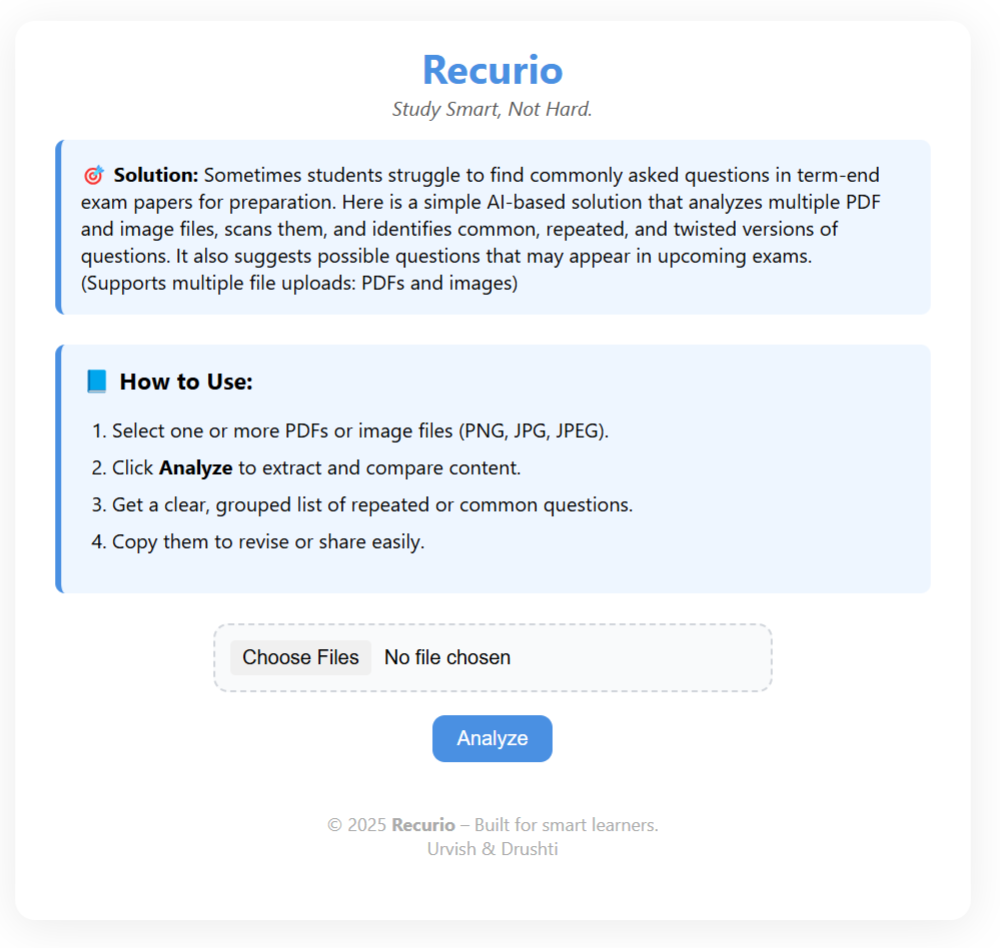 Recurio
Study Smart, Not Hard.
🎯 Solution: Sometimes students struggle to find commonly asked questions in term-end
exam papers for preparation. Here is a simple AI-based solution that analyzes multiple PDF
and image files, scans them, and identifies common, repeated, and twisted versions of
questions. It also suggests possible questions that may appear in upcoming exams.
(Supports multiple file uploads: PDFs and images)
📘 How to Use:
1. Select one or more PDFs or image files (PNG, JPG, JPEG).
2. Click Analyze to extract and compare content.
3. Get a clear, grouped list of repeated or common questions.
4. Copy them to revise or share easily.
Choose Files No file chosen
Analyze
© 2025 Recurio – Built for smart learners.
Urvish & Drushti